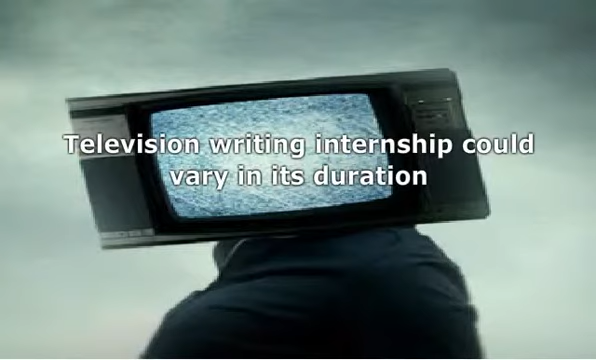 Television writing internship could
vary in its duration